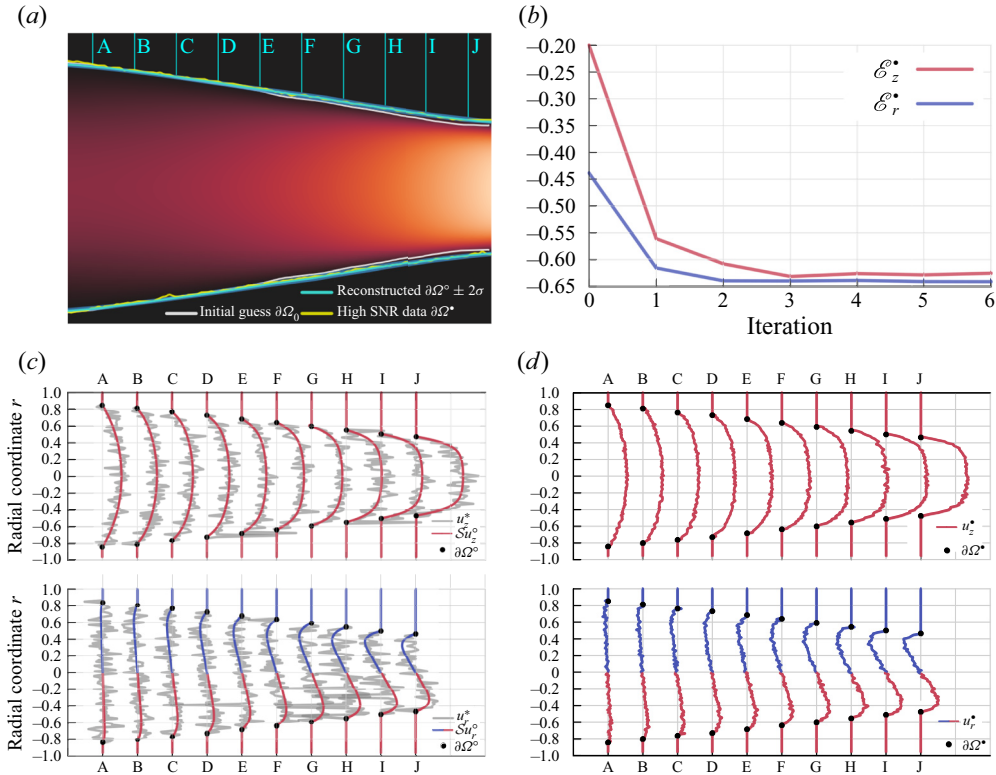 (a)
A B C D E F G H I J
Reconstructed ∂Ω° ± 2σ
Initial guess ∂Ω₀
High SNR data ∂Ω•
(b)
−0.20
−0.25
−0.30
−0.35
−0.40
−0.45
−0.50
−0.55
−0.60
−0.65
0 1 2 3 4 5 6
Iteration
ℰ•z
ℰ•r
(c)
A B C D E F G H I J
Radial coordinate r
1.0
0.8
0.6
0.4
0.2
0
−0.2
−0.4
−0.6
−0.8
−1.0
u*z
𝒮u°z
∂Ω°
Radial coordinate r
1.0
0.8
0.6
0.4
0.2
0
−0.2
−0.4
−0.6
−0.8
−1.0
u*r
𝒮u°r
∂Ω°
A B C D E F G H I J
(d)
A B C D E F G H I J
1.0
0.8
0.6
0.4
0.2
0
−0.2
−0.4
−0.6
−0.8
−1.0
u•z
∂Ω•
1.0
0.8
0.6
0.4
0.2
0
−0.2
−0.4
−0.6
−0.8
−1.0
u•r
∂Ω•
A B C D E F G H I J